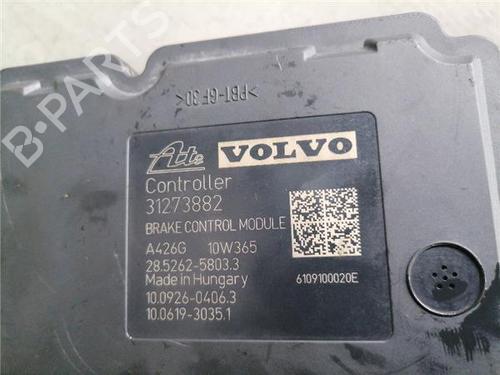 >PBT-GF30<
Ate VOLVO
Controller
31273882
BRAKE CONTROL MODULE
A426G 10W365
28.5262-5803.3
Made in Hungary 6109100020E
10.0926-0406.3
10.0619-3035.1
B-PARTS
B-PARTS